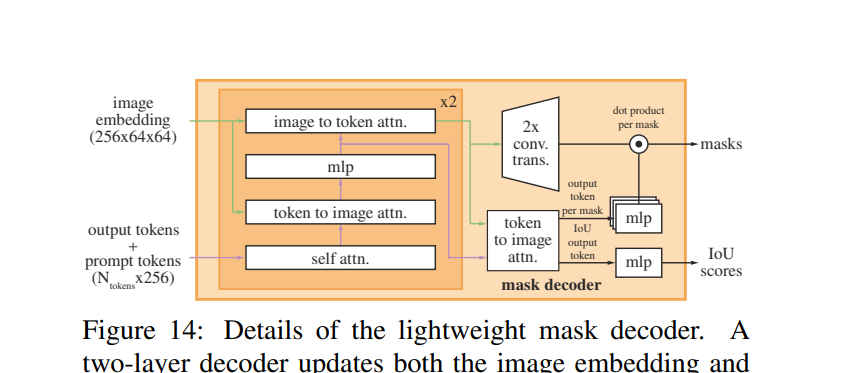 image
embedding
(256x64x64)
output tokens
+
prompt tokens
(N tokens x256)
x2
image to token attn.
mlp
token to image attn.
self attn.
2x
conv.
trans.
token
to image
attn.
mask decoder
output
token
per mask
IoU
output
token
dot product
per mask
mlp
mlp
masks
IoU
scores
Figure 14: Details of the lightweight mask decoder. A
two-layer decoder updates both the image embedding and